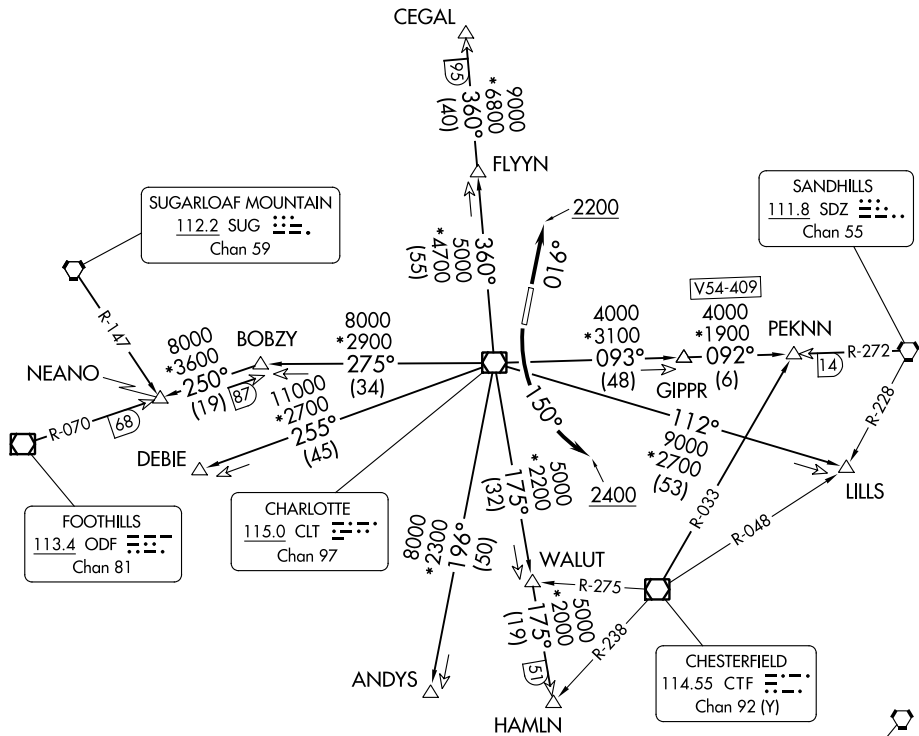 CEGAL
95
360°
(40)
9000
*6800
FLYYN
SUGARLOAF MOUNTAIN
112.2 SUG
Chan 59
SANDHILLS
111.8 SDZ
Chan 55
2200
016°
360°
5000
*4700
(55)
R-147
V54-409
8000
*3600
250°
(19)
BOBZY
87
8000
*2900
275°
(34)
4000
*3100
093°
(48)
4000
*1900
092°
(6)
PEKNN
R-272
14
NEANO
GIPPR
R-070
68
11000
*2700
255°
(45)
DEBIE
150°
112°
9000
*2700
(53)
R-228
LILLS
2400
FOOTHILLS
113.4 ODF
Chan 81
CHARLOTTE
115.0 CLT
Chan 97
5000
*2200
175°
(32)
R-033
R-048
196°
8000
*2300
(50)
WALUT
R-275
5000
*2000
175°
(19)
51
R-238
ANDYS
HAMLN
CHESTERFIELD
114.55 CTF
Chan 92 (Y)